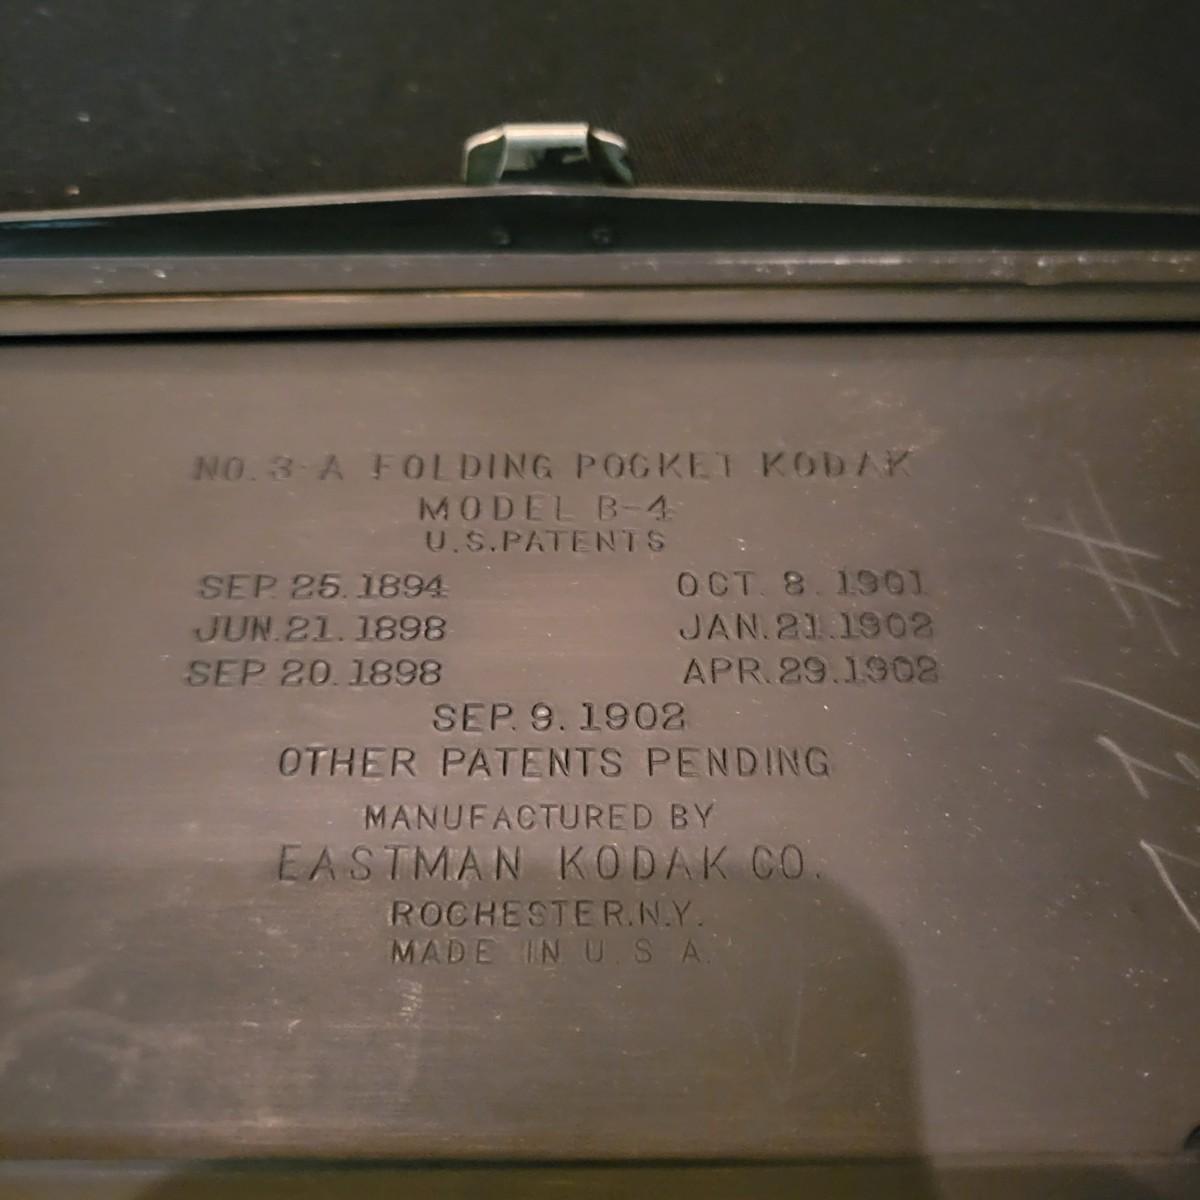 NO. 3-A FOLDING POCKET KODAK
MODEL B-4
U.S. PATENTS
SEP. 25. 1894 OCT. 8. 1901
JUN. 21. 1898 JAN. 21. 1902
SEP. 20. 1898 APR. 29. 1902
SEP. 9. 1902
OTHER PATENTS PENDING
MANUFACTURED BY
EASTMAN KODAK CO.
ROCHESTER. N.Y.
MADE IN U. S. A.
#